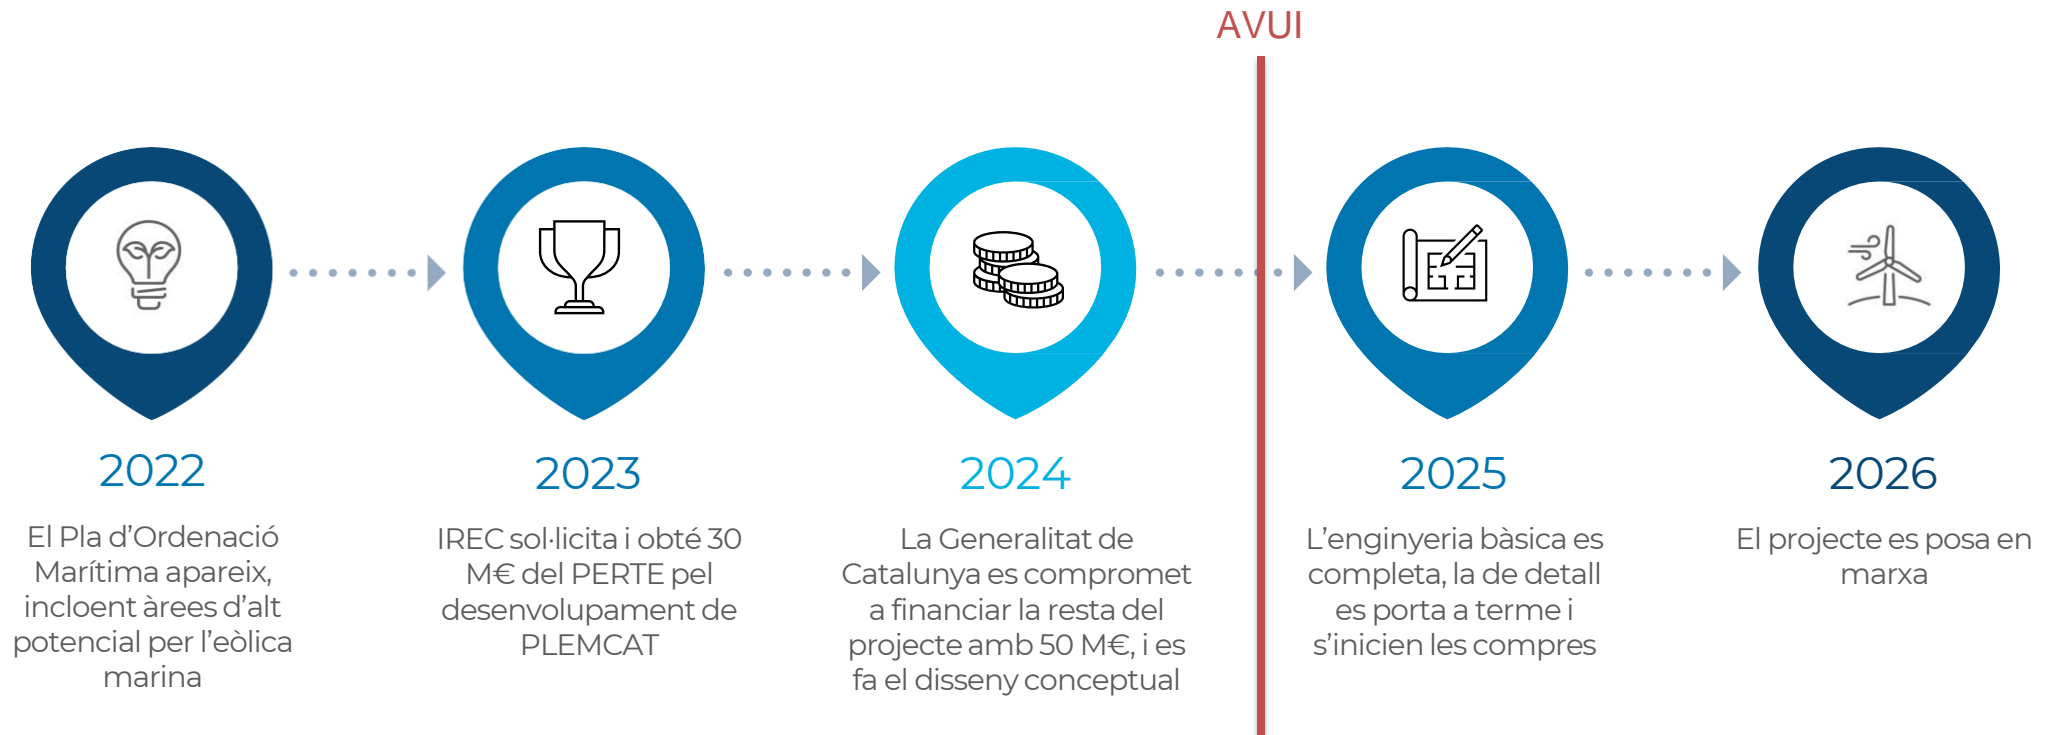 AVUI
2022
El Pla d’Ordenació
Marítima apareix,
incloent àrees d’alt
potencial per l’eòlica
marina
2023
IREC sol·licita i obté 30
M€ del PERTE pel
desenvolupament de
PLEMCAT
2024
La Generalitat de
Catalunya es compromet
a financiar la resta del
projecte amb 50 M€, i es
fa el disseny conceptual
2025
L’enginyeria bàsica es
completa, la de detall
es porta a terme i
s’inicien les compres
2026
El projecte es posa en
marxa